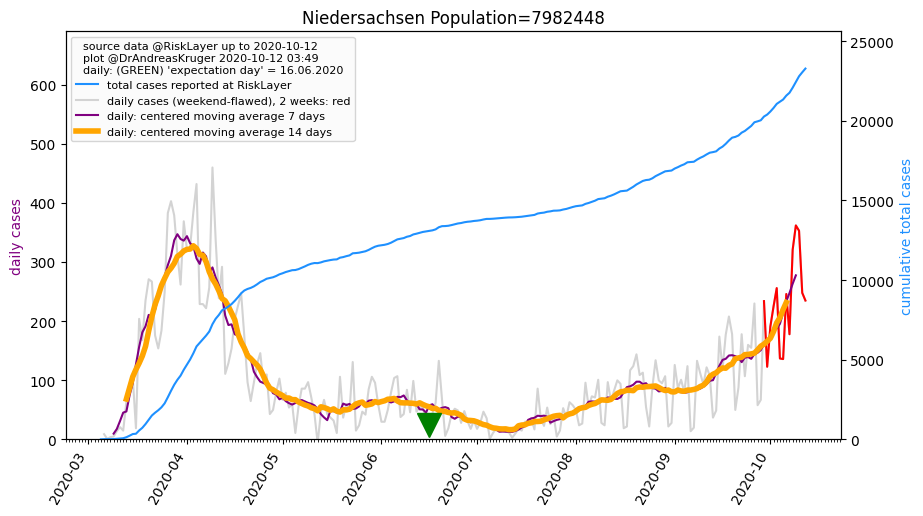 Niedersachsen Population=7982448
source data @RiskLayer up to 2020-10-12
plot @DrAndreasKruger 2020-10-12 03:49
daily: (GREEN) 'expectation day' = 16.06.2020
total cases reported at RiskLayer
daily cases (weekend-flawed), 2 weeks: red
daily: centered moving average 7 days
daily: centered moving average 14 days
daily cases
600
500
400
300
200
100
0
25000
20000
15000
10000
5000
0
cumulative total cases
2020-03
2020-04
2020-05
2020-06
2020-07
2020-08
2020-09
2020-10